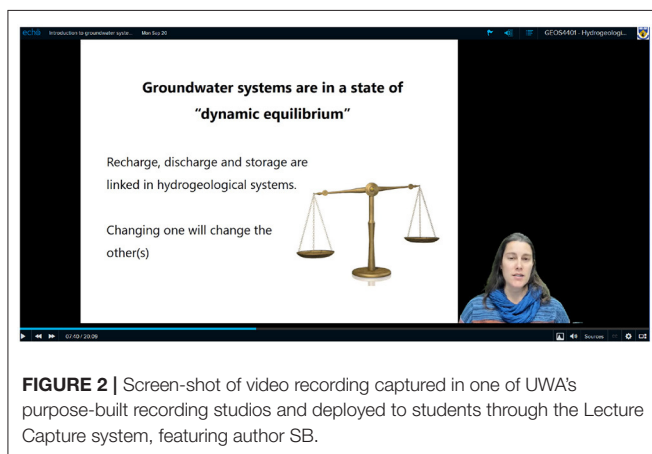 echo Introduction to groundwater syste... Mon Sep 20 GEOS4401 - Hydrogeologi...
Groundwater systems are in a state of
“dynamic equilibrium”
Recharge, discharge and storage are
linked in hydrogeological systems.
Changing one will change the
other(s)
07:40 / 20:09 Sources
FIGURE 2 | Screen-shot of video recording captured in one of UWA’s
purpose-built recording studios and deployed to students through the Lecture
Capture system, featuring author SB.